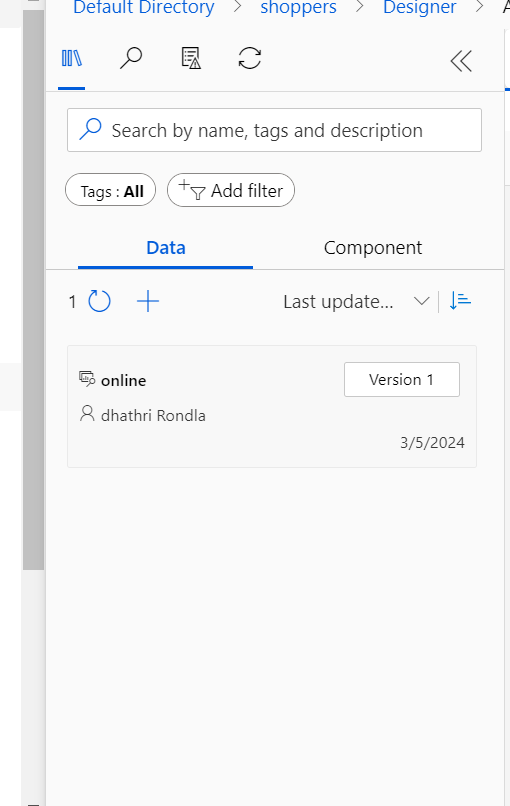 Default Directory > shoppers > Designer > A
Search by name, tags and description
Tags : All Add filter
Data Component
1 Last update...
online Version 1
dhathri Rondla
3/5/2024